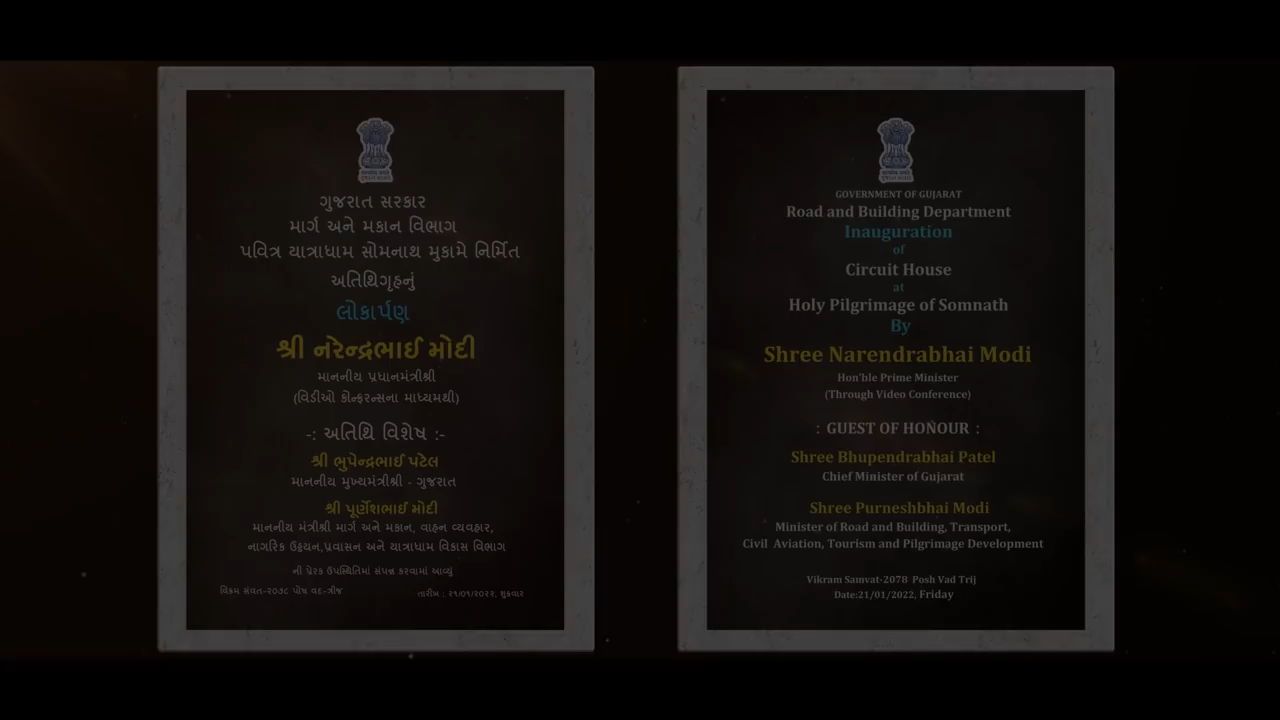 ગુજરાત સરકાર
માર્ગ અને મકાન વિભાગ
પવિત્ર યાત્રાધામ સોમનાથ મુકામે નિર્મિત
અતિથિગૃહનું
લોકાર્પણ
શ્રી નરેન્દ્રભાઈ મોદી
માનનીય પ્રધાનમંત્રીશ્રી
(વિડીઓ કોન્ફરન્સના માધ્યમથી)
-: અતિથિ વિશેષ :-
શ્રી ભુપેન્દ્રભાઈ પટેલ
માનનીય મુખ્યમંત્રીશ્રી - ગુજરાત
શ્રી પૂર્ણેશભાઈ મોદી
માનનીય મંત્રીશ્રી માર્ગ અને મકાન, વાહન વ્યવહાર,
નાગરિક ઉડ્ડયન,પ્રવાસન અને યાત્રાધામ વિકાસ વિભાગ
ની પ્રેરક ઉપસ્થિતિમાં સંપન્ન કરવામાં આવ્યું
વિક્રમ સંવત-૨૦૭૮ પોષ વદ-ત્રીજ
તારીખ : ૨૧/૦૧/૨૦૨૨, શુક્રવાર
GOVERNMENT OF GUJARAT
Road and Building Department
Inauguration
of
Circuit House
at
Holy Pilgrimage of Somnath
By
Shree Narendrabhai Modi
Hon'ble Prime Minister
(Through Video Conference)
: GUEST OF HONOUR :
Shree Bhupendrabhai Patel
Chief Minister of Gujarat
Shree Purneshbhai Modi
Minister of Road and Building, Transport,
Civil Aviation, Tourism and Pilgrimage Development
Vikram Samvat-2078 Posh Vad Trij
Date:21/01/2022, Friday